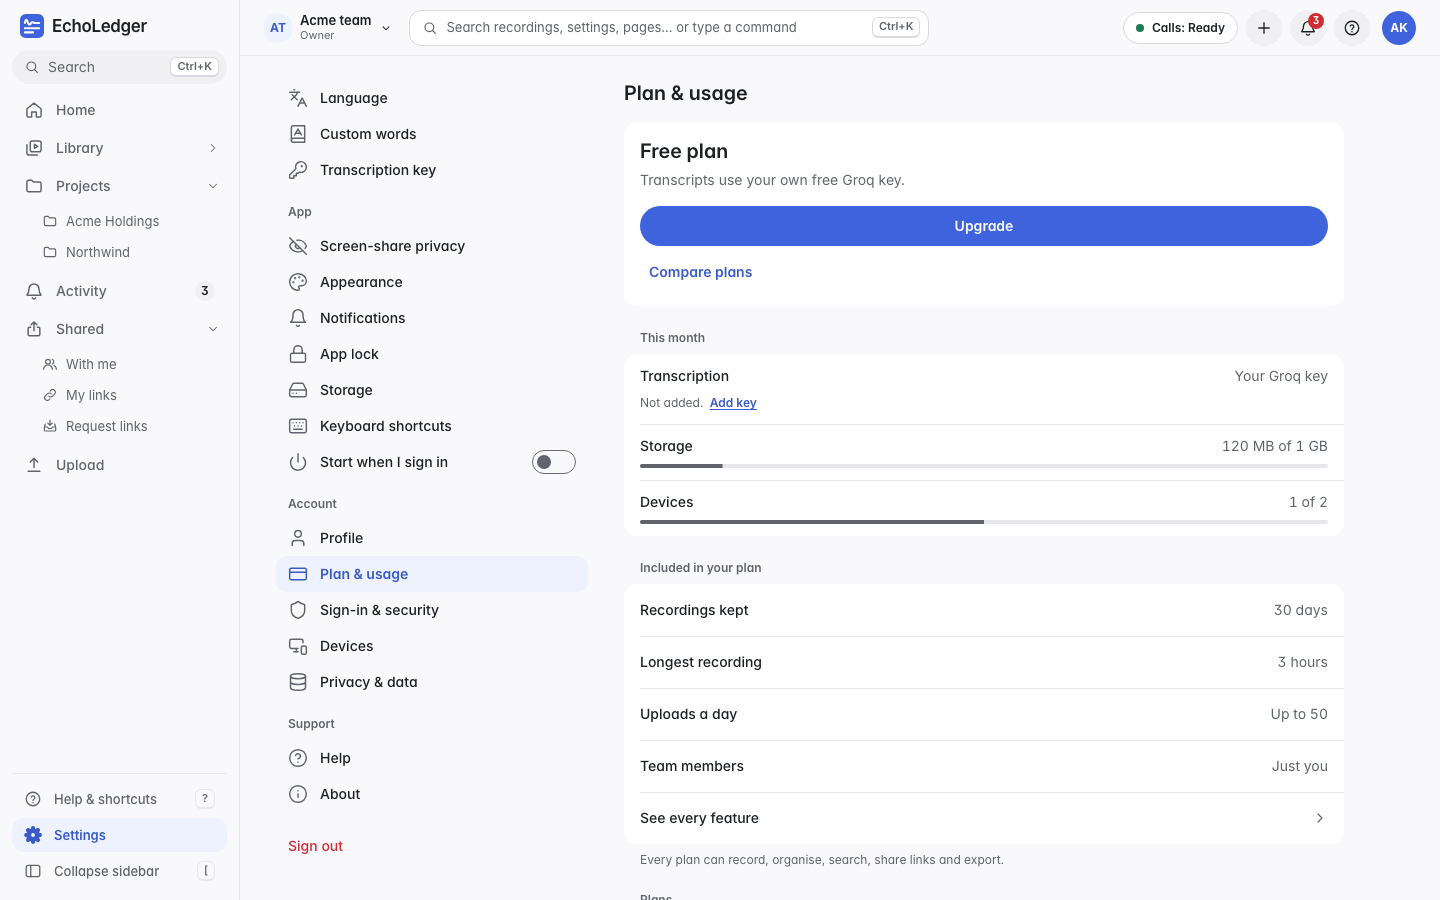 EchoLedger
Search
Ctrl+K
Home
Library
Projects
Acme Holdings
Northwind
Activity
3
Shared
With me
My links
Request links
Upload
Help & shortcuts
?
Settings
Collapse sidebar
[
AT
Acme team
Owner
Search recordings, settings, pages... or type a command
Ctrl+K
Calls: Ready
3
AK
Language
Custom words
Transcription key
App
Screen-share privacy
Appearance
Notifications
App lock
Storage
Keyboard shortcuts
Start when I sign in
Account
Profile
Plan & usage
Sign-in & security
Devices
Privacy & data
Support
Help
About
Sign out
Plan & usage
Free plan
Transcripts use your own free Groq key.
Upgrade
Compare plans
This month
Transcription
Your Groq key
Not added. Add key
Storage
120 MB of 1 GB
Devices
1 of 2
Included in your plan
Recordings kept
30 days
Longest recording
3 hours
Uploads a day
Up to 50
Team members
Just you
See every feature
Every plan can record, organise, search, share links and export.
Plans